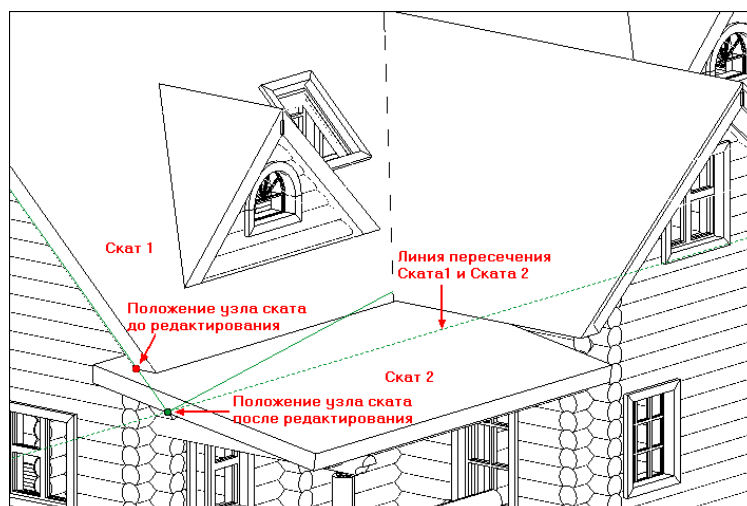 Скат 1
Линия пересечения
Ската1 и Ската 2
Положение узла ската
до редактирования
Скат 2
Положение узла ската
после редактирования